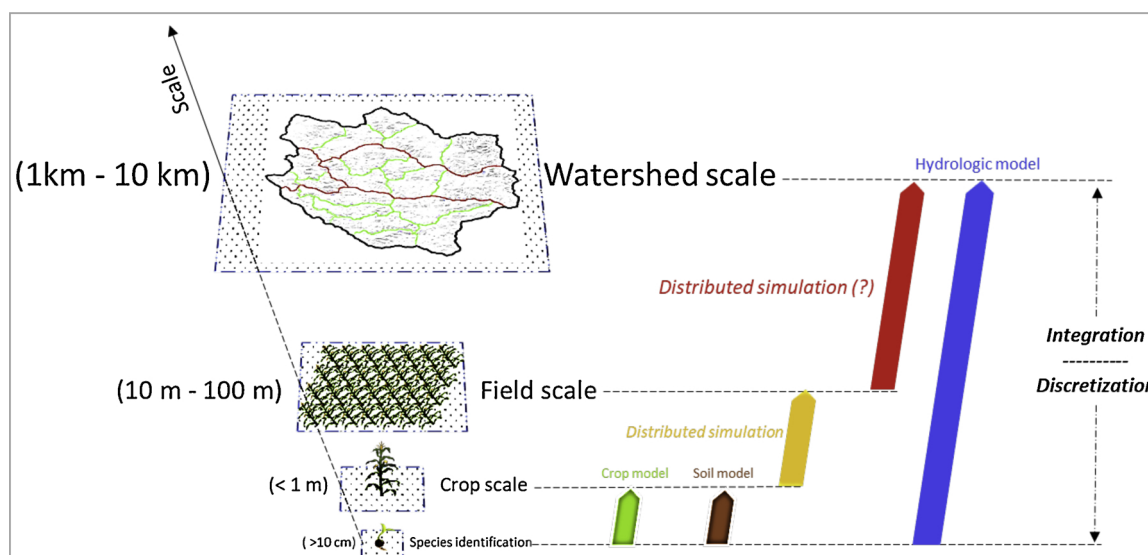 Scale
(1km - 10 km)
Watershed scale
Hydrologic model
Distributed simulation (?)
Integration
----------
Discretization
(10 m - 100 m)
Field scale
Distributed simulation
Crop model
Soil model
(< 1 m)
Crop scale
( >10 cm)
Species identification